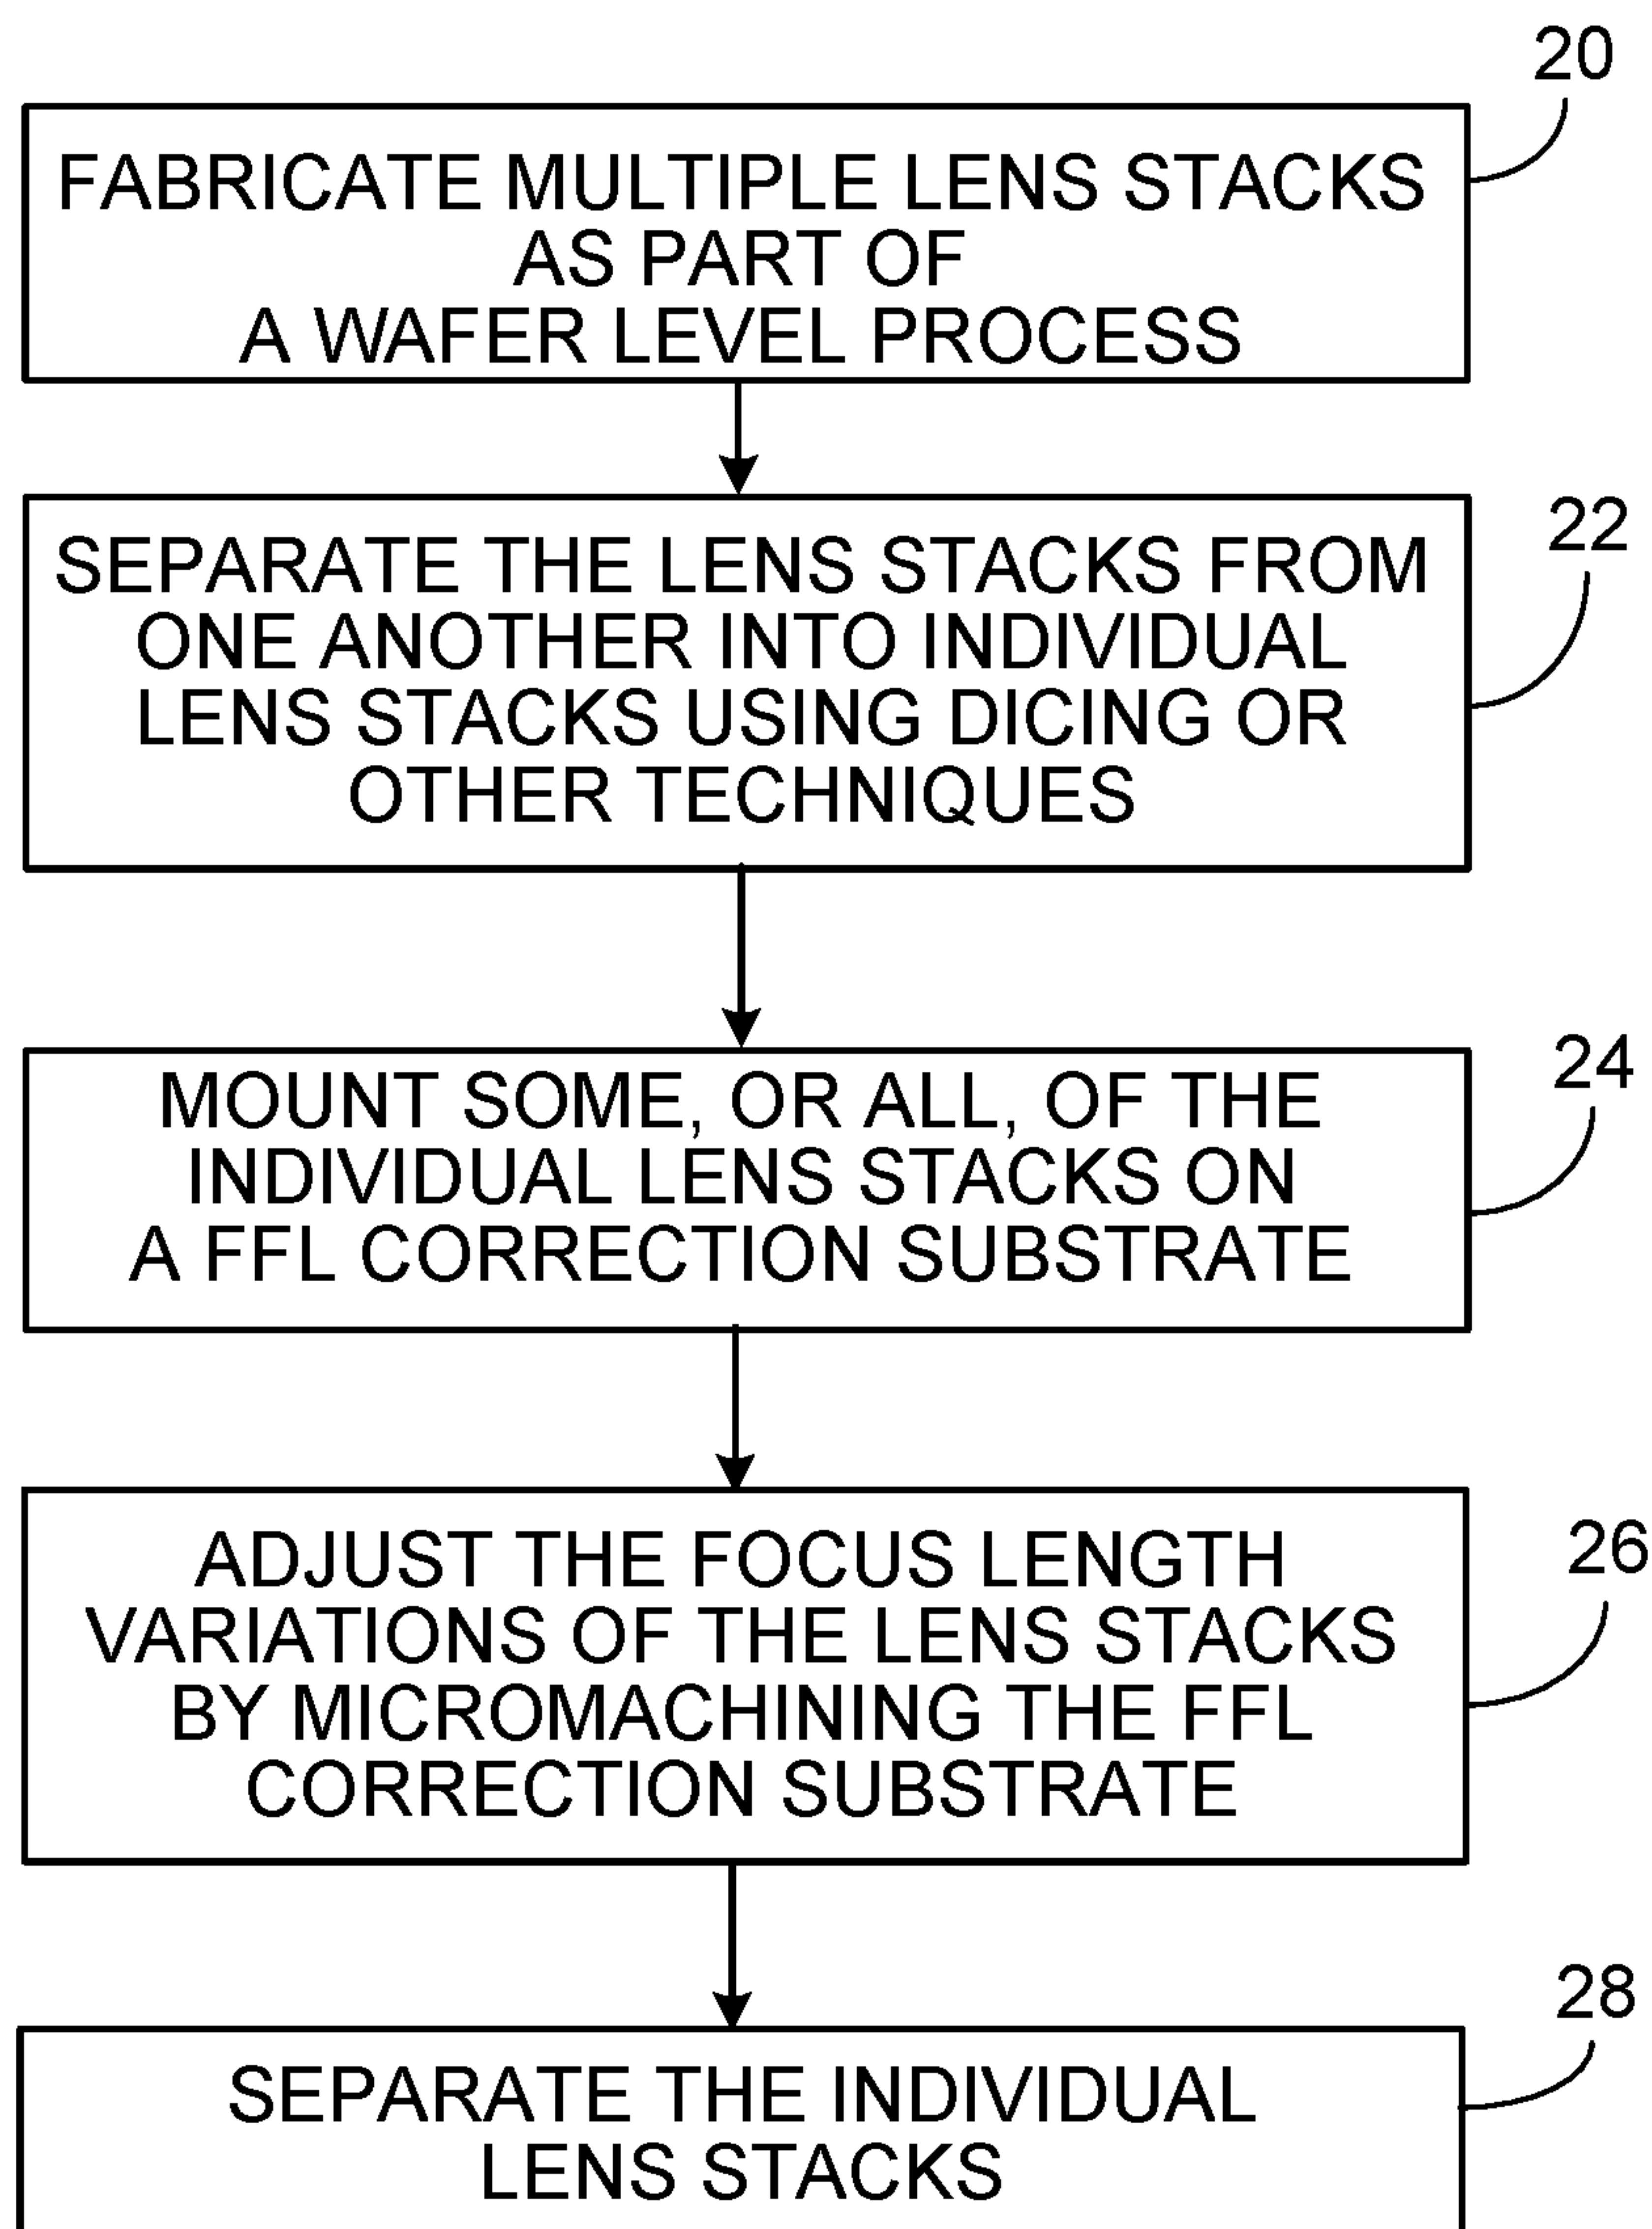 20
FABRICATE MULTIPLE LENS STACKS
AS PART OF
A WAFER LEVEL PROCESS
22
SEPARATE THE LENS STACKS FROM
ONE ANOTHER INTO INDIVIDUAL
LENS STACKS USING DICING OR
OTHER TECHNIQUES
24
MOUNT SOME, OR ALL, OF THE
INDIVIDUAL LENS STACKS ON
A FFL CORRECTION SUBSTRATE
26
ADJUST THE FOCUS LENGTH
VARIATIONS OF THE LENS STACKS
BY MICROMACHINING THE FFL
CORRECTION SUBSTRATE
28
SEPARATE THE INDIVIDUAL
LENS STACKS